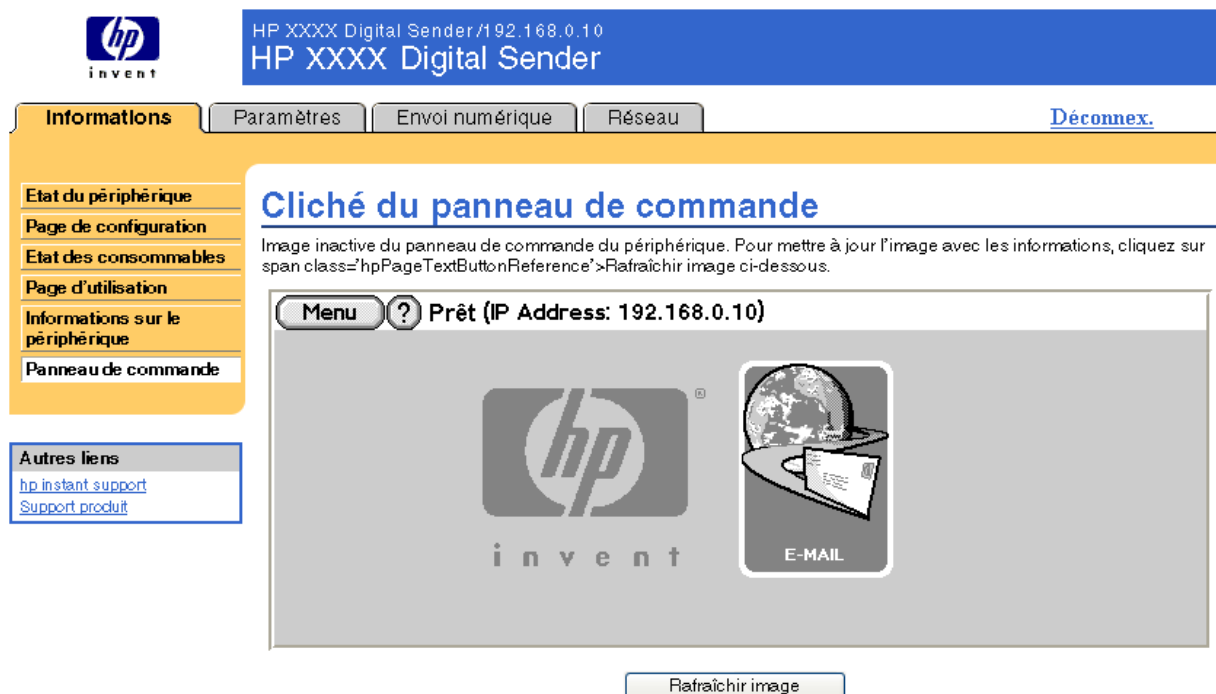 hp
invent
HP XXXX Digital Sender/192.168.0.10
HP XXXX Digital Sender
Informations
Paramètres
Envoi numérique
Réseau
Déconnex.
Etat du périphérique
Page de configuration
Etat des consommables
Page d'utilisation
Informations sur le
périphérique
Panneau de commande
Autres liens
hp instant support
Support produit
Cliché du panneau de commande
Image inactive du panneau de commande du périphérique. Pour mettre à jour l'image avec les informations, cliquez sur
span class='hpPageTextButtonReference'>Rafraîchir image ci-dessous.
Menu ? Prêt (IP Address: 192.168.0.10)
hp ®
invent
E-MAIL
Rafraîchir image